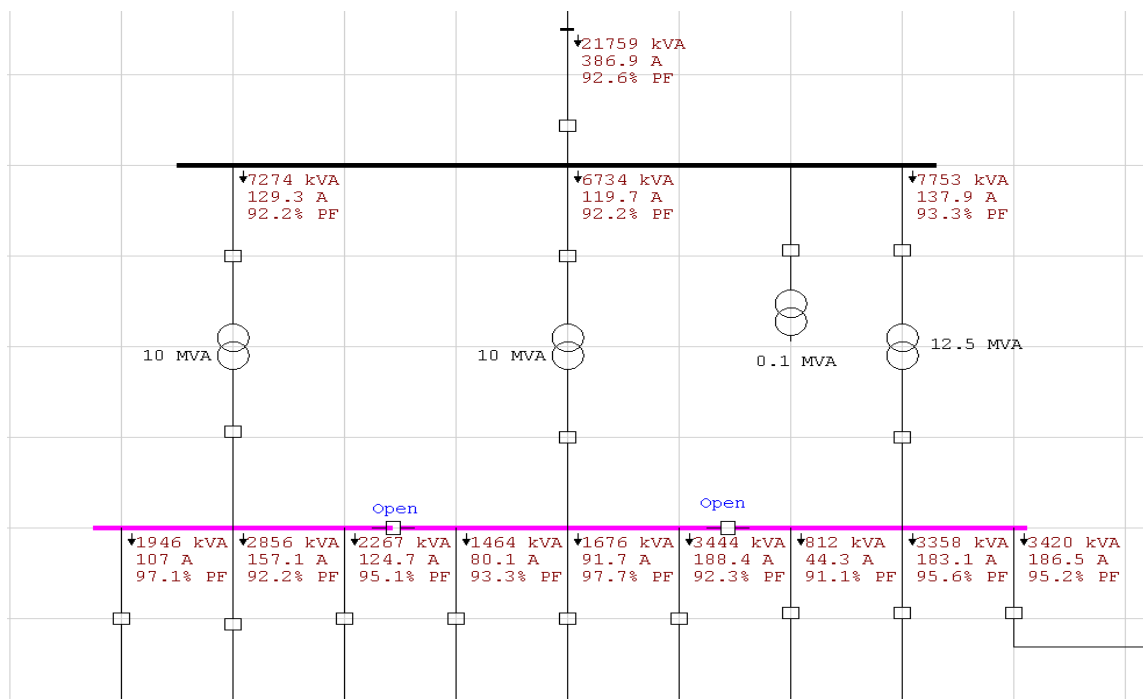 21759 kVA
386.9 A
92.6% PF
7274 kVA
129.3 A
92.2% PF
6734 kVA
119.7 A
92.2% PF
7753 kVA
137.9 A
93.3% PF
10 MVA
10 MVA
0.1 MVA
12.5 MVA
Open
Open
1946 kVA
107 A
97.1% PF
2856 kVA
157.1 A
92.2% PF
2267 kVA
124.7 A
95.1% PF
1464 kVA
80.1 A
93.3% PF
1676 kVA
91.7 A
97.7% PF
3444 kVA
188.4 A
92.3% PF
812 kVA
44.3 A
91.1% PF
3358 kVA
183.1 A
95.6% PF
3420 kVA
186.5 A
95.2% PF